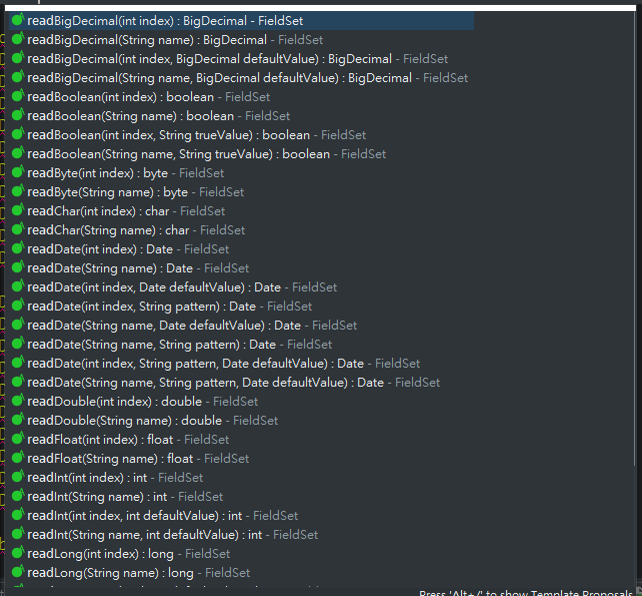 readBigDecimal(int index) : BigDecimal - FieldSet
readBigDecimal(String name) : BigDecimal - FieldSet
readBigDecimal(int index, BigDecimal defaultValue) : BigDecimal - FieldSet
readBigDecimal(String name, BigDecimal defaultValue) : BigDecimal - FieldSet
readBoolean(int index) : boolean - FieldSet
readBoolean(String name) : boolean - FieldSet
readBoolean(int index, String trueValue) : boolean - FieldSet
readBoolean(String name, String trueValue) : boolean - FieldSet
readByte(int index) : byte - FieldSet
readByte(String name) : byte - FieldSet
readChar(int index) : char - FieldSet
readChar(String name) : char - FieldSet
readDate(int index) : Date - FieldSet
readDate(String name) : Date - FieldSet
readDate(int index, Date defaultValue) : Date - FieldSet
readDate(int index, String pattern) : Date - FieldSet
readDate(String name, Date defaultValue) : Date - FieldSet
readDate(String name, String pattern) : Date - FieldSet
readDate(int index, String pattern, Date defaultValue) : Date - FieldSet
readDate(String name, String pattern, Date defaultValue) : Date - FieldSet
readDouble(int index) : double - FieldSet
readDouble(String name) : double - FieldSet
readFloat(int index) : float - FieldSet
readFloat(String name) : float - FieldSet
readInt(int index) : int - FieldSet
readInt(String name) : int - FieldSet
readInt(int index, int defaultValue) : int - FieldSet
readInt(String name, int defaultValue) : int - FieldSet
readLong(int index) : long - FieldSet
readLong(String name) : long - FieldSet
Press 'Alt+/' to show Template Proposals